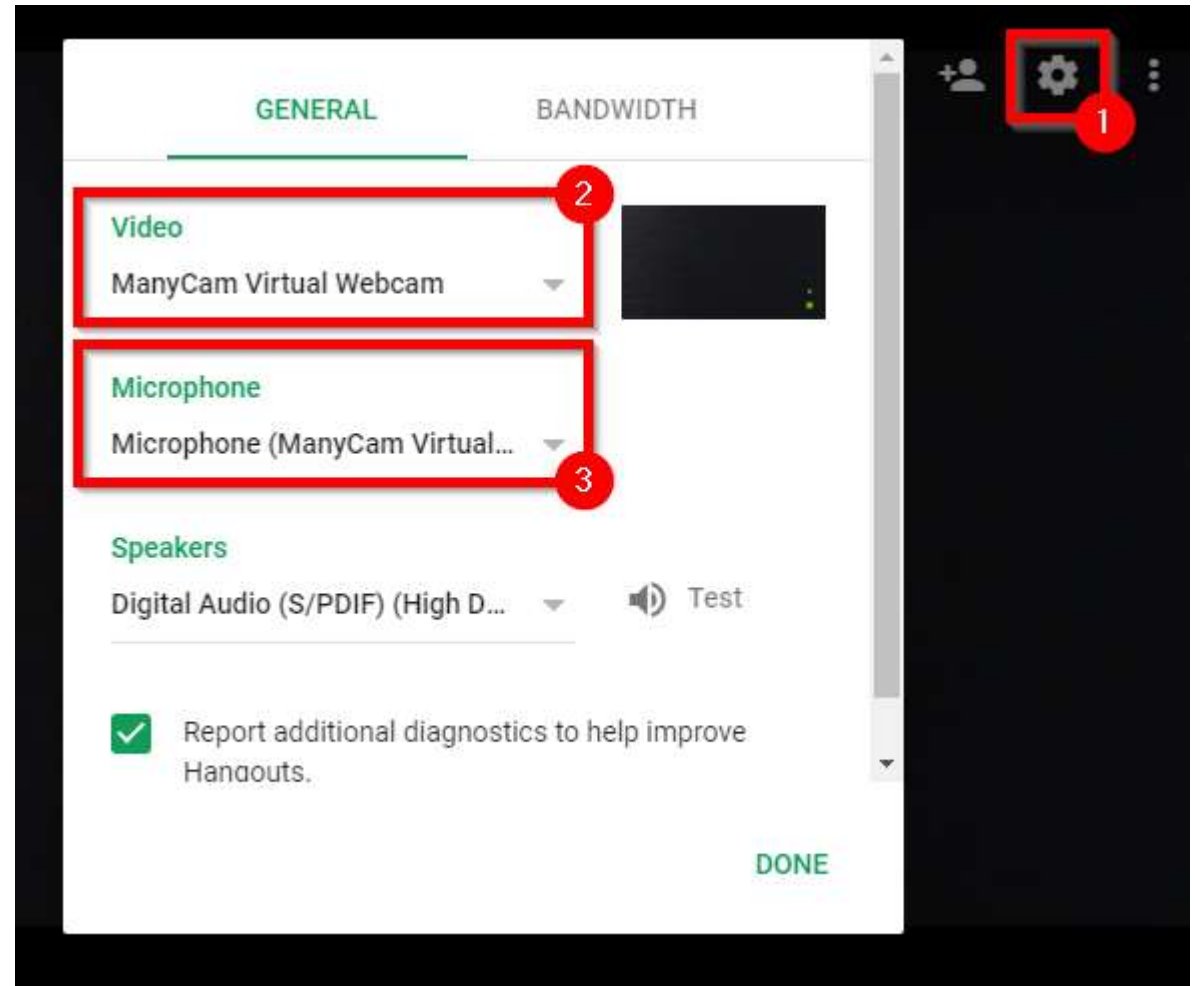 GENERAL BANDWIDTH
1
2
Video
ManyCam Virtual Webcam
Microphone
Microphone (ManyCam Virtual...
3
Speakers
Digital Audio (S/PDIF) (High D... Test
Report additional diagnostics to help improve
Hangouts.
DONE